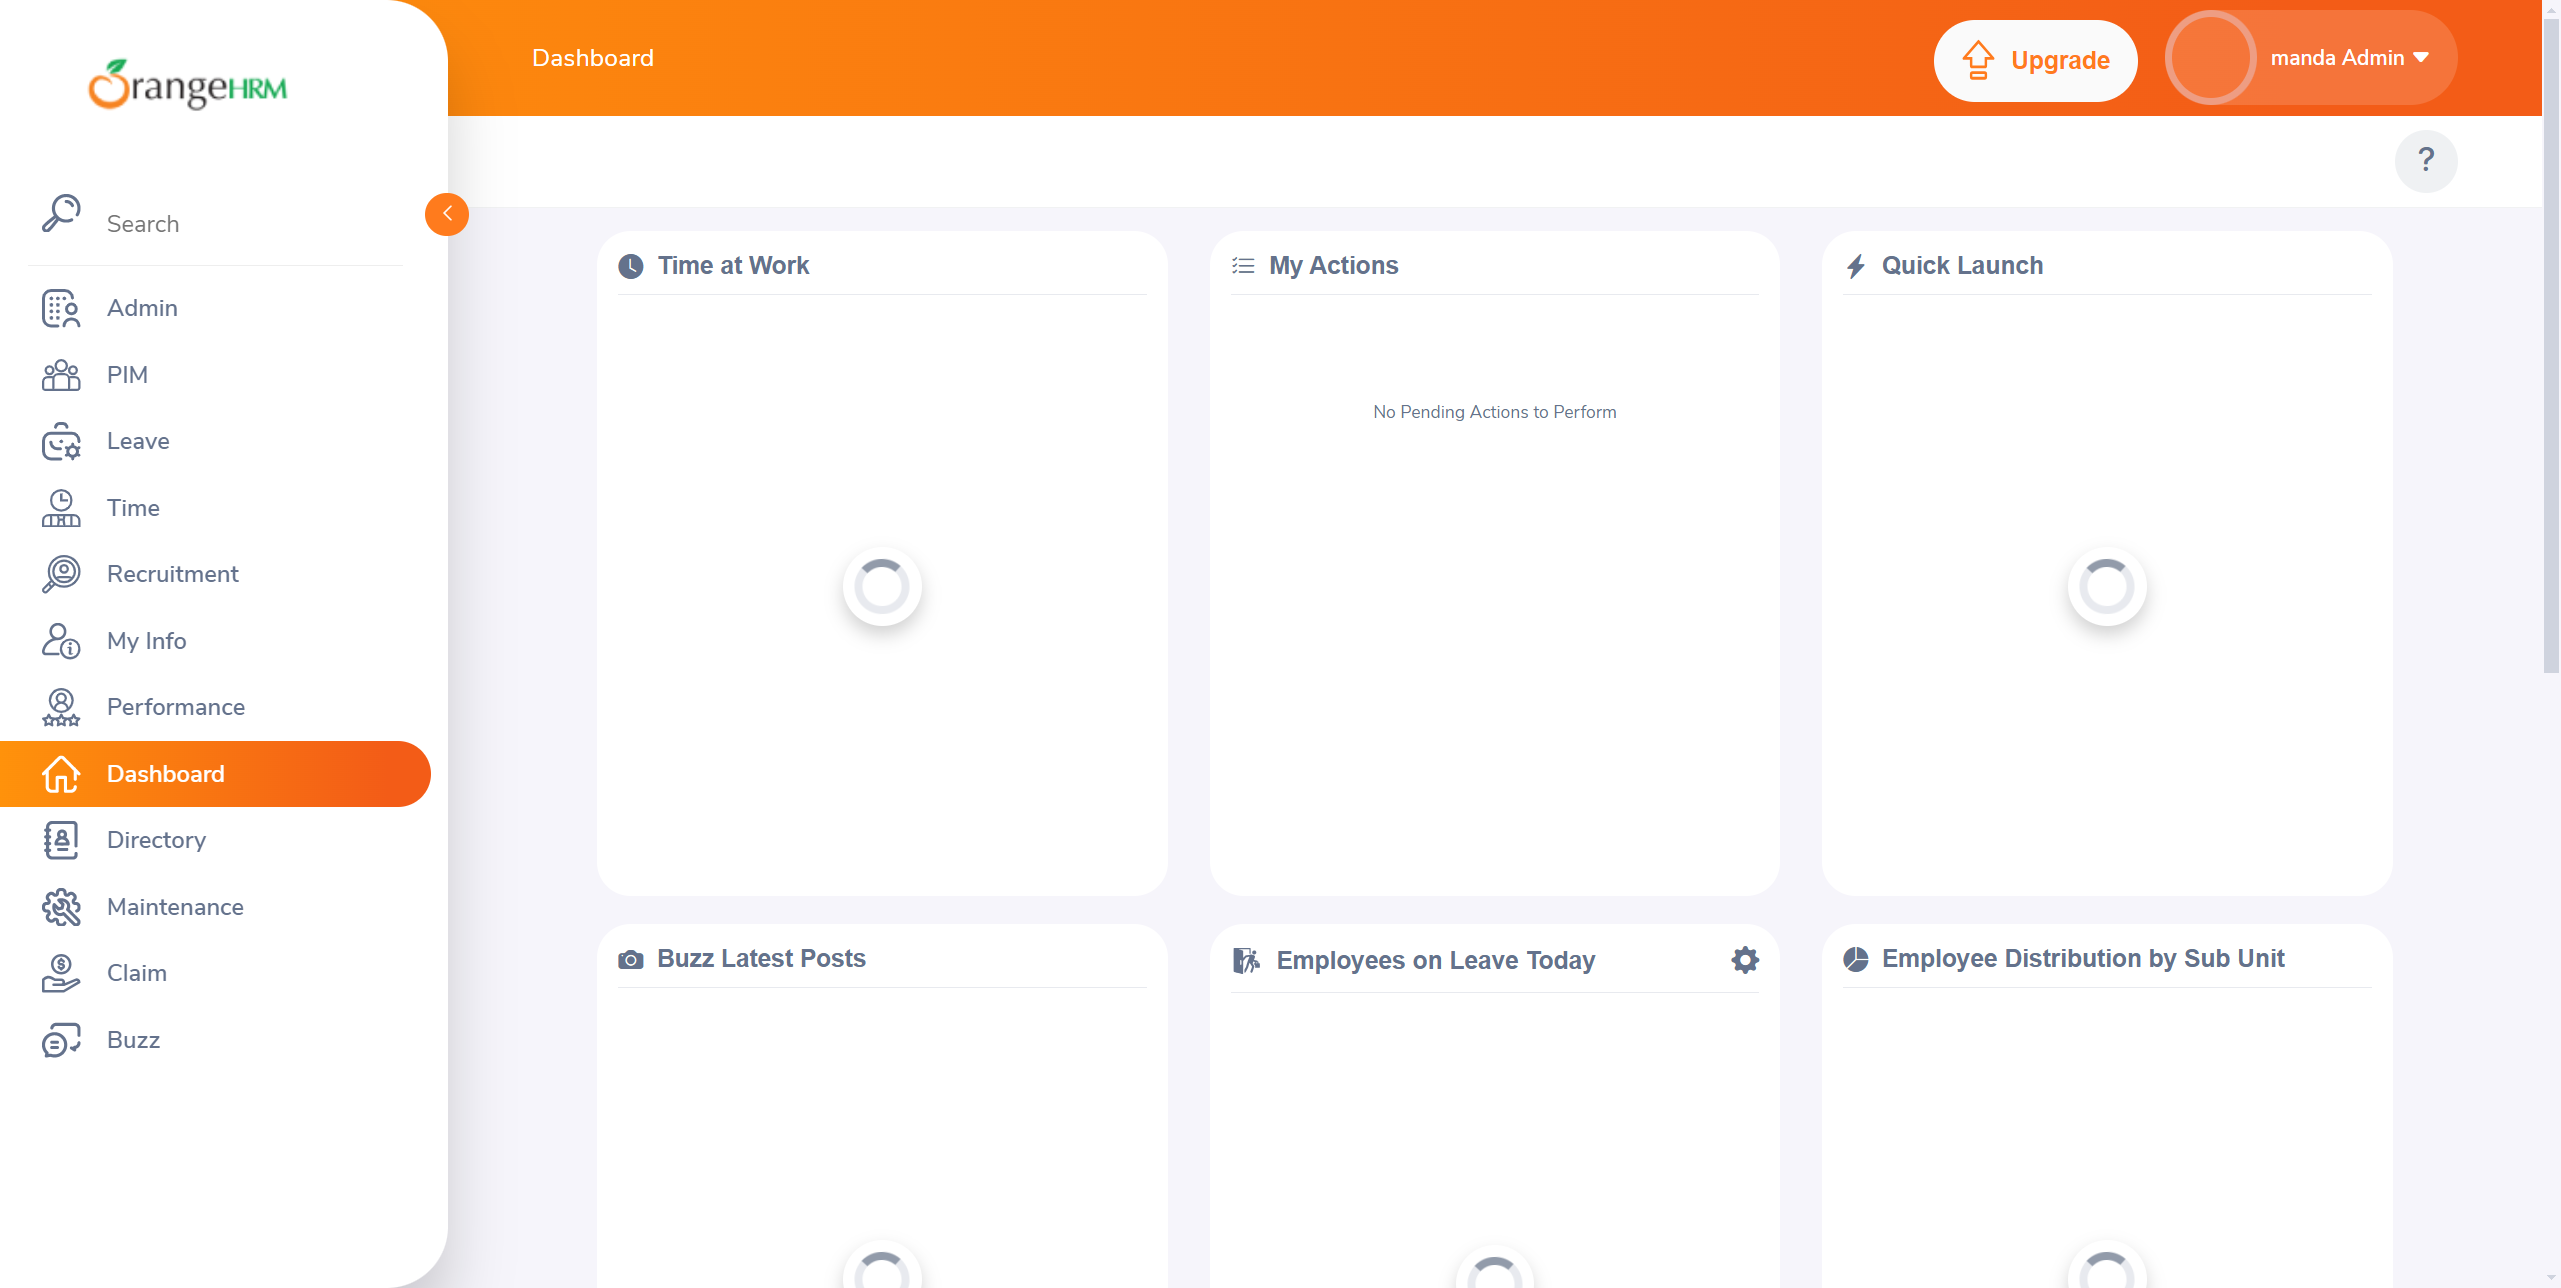 OrangeHRM
Dashboard
Upgrade
manda Admin
?
Search
Admin
PIM
Leave
Time
Recruitment
My Info
Performance
Dashboard
Directory
Maintenance
Claim
Buzz
Time at Work
My Actions
No Pending Actions to Perform
Quick Launch
Buzz Latest Posts
Employees on Leave Today
Employee Distribution by Sub Unit